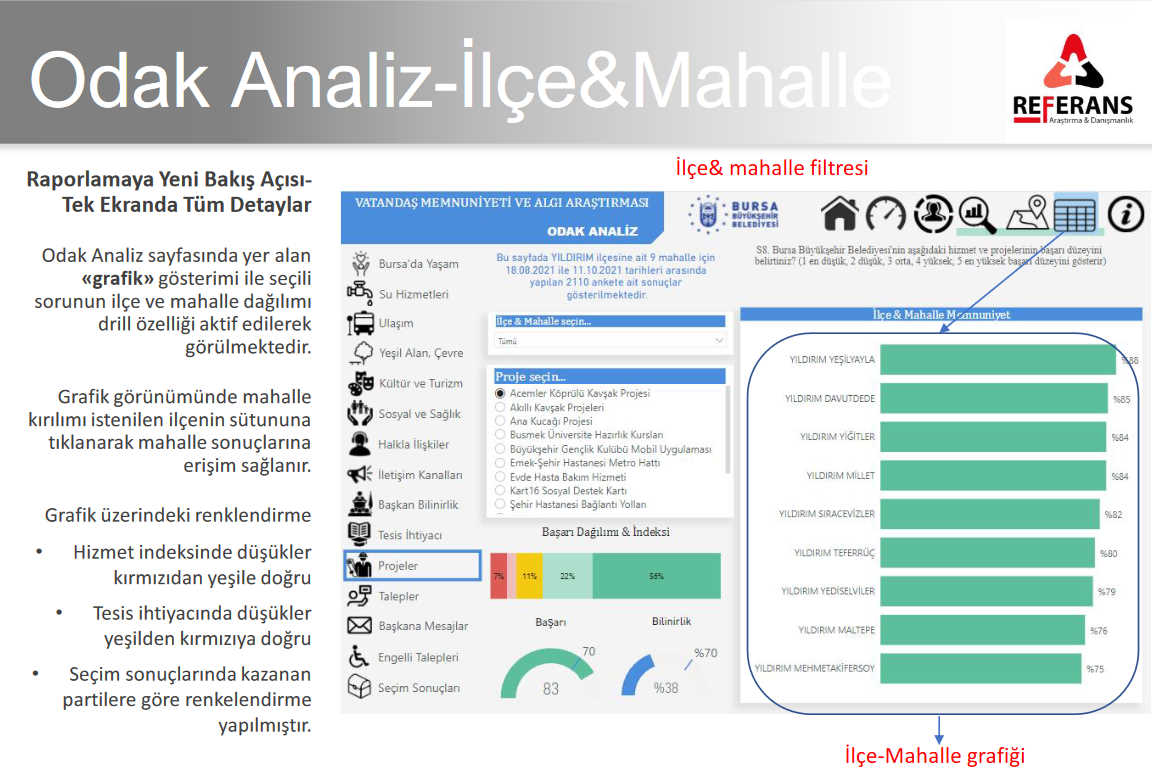 Odak Analiz-İlçe&Mahalle
REFERANS
Araştırma & Danışmanlık
Raporlamaya Yeni Bakış Açısı-
Tek Ekranda Tüm Detaylar
Odak Analiz sayfasında yer alan
«grafik» gösterimi ile seçili
sorunun ilçe ve mahalle dağılımı
drill özelliği aktif edilerek
görülmektedir.
Grafik görünümünde mahalle
kırılımı istenilen ilçenin sütununa
tıklanarak mahalle sonuçlarına
erişim sağlanır.
Grafik üzerindeki renklendirme
• Hizmet indeksinde düşükler
kırmızıdan yeşile doğru
• Tesis ihtiyacında düşükler
yeşilden kırmızıya doğru
• Seçim sonuçlarında kazanan
partilere göre renkelendirme
yapılmıştır.
İlçe& mahalle filtresi
VATANDAŞ MEMNUNİYETİ VE ALGI ARAŞTIRMASI
ODAK ANALİZ
BURSA
BÜYÜKŞEHİR
BELEDİYESİ
Bursa'da Yaşam
Su Hizmetleri
Ulaşım
Yeşil Alan, Çevre
Kültür ve Turizm
Sosyal ve Sağlık
Halkla İlişkiler
İletişim Kanalları
Başkan Bilinirlik
Tesis İhtiyacı
Projeler
Talepler
Başkana Mesajlar
Engelli Talepleri
Seçim Sonuçları
Bu sayfada YILDIRIM ilçesine ait 9 mahalle için
18.08.2021 ile 11.10.2021 tarihleri arasında
yapılan 2110 ankete ait sonuçlar
gösterilmektedir.
İlçe & Mahalle seçin...
Tümü
Proje seçin...
Acemler Köprülü Kavşak Projesi
Akıllı Kavşak Projeleri
Ana Kucağı Projesi
Busmek Üniversite Hazırlık Kursları
Büyükşehir Gençlik Kulübü Mobil Uygulaması
Emek-Şehir Hastanesi Metro Hattı
Evde Hasta Bakım Hizmeti
Kart16 Sosyal Destek Kartı
Şehir Hastanesi Bağlantı Yolları
Başarı Dağılımı & İndeksi
7% 11% 22% 56%
Başarı
70
83
Bilinirlik
%70
%38
S8. Bursa Büyükşehir Belediyesi'nin aşağıdaki hizmet ve projelerinin başarı düzeyini
belirtiniz? (1 en düşük, 2 düşük, 3 orta, 4 yüksek, 5 en yüksek başarı düzeyini gösterir)
İlçe & Mahalle Memnuniyet
YILDIRIM YEŞİLYAYLA %88
YILDIRIM DAVUTDEDE %85
YILDIRIM YİĞİTLER %84
YILDIRIM MİLLET %84
YILDIRIM SIRACEVİZLER %82
YILDIRIM TEFERRÜÇ %80
YILDIRIM YEDİSELVİLER %79
YILDIRIM MALTEPE %76
YILDIRIM MEHMETAKİFERSOY %75
İlçe-Mahalle grafiği